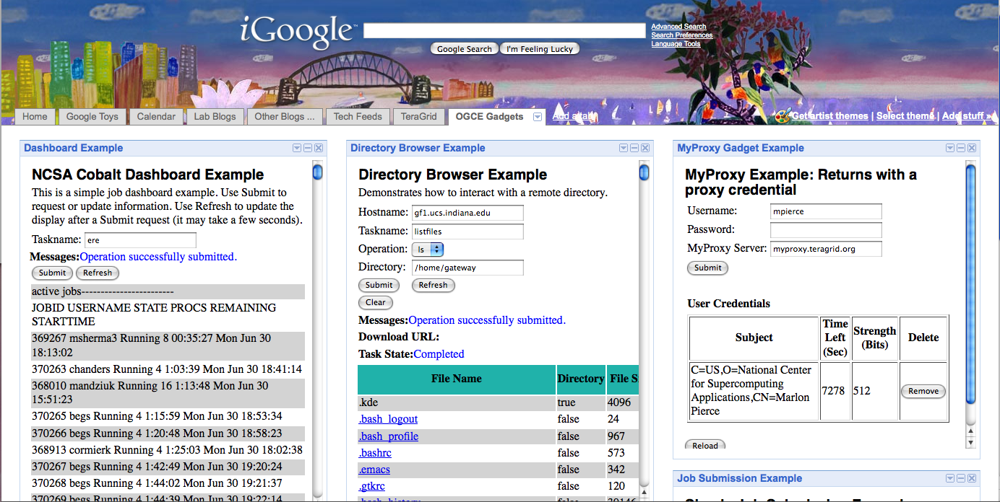 iGoogle™
Advanced Search
Search Preferences
Language Tools
Google Search
I'm Feeling Lucky
Home
Google Toys
Calendar
Lab Blogs
Other Blogs ...
Tech Feeds
TeraGrid
OGCE Gadgets
Add a tab
Get artist themes | Select theme | Add stuff »
Dashboard Example
NCSA Cobalt Dashboard Example
This is a simple job dashboard example. Use Submit to
request or update information. Use Refresh to update the
display after a Submit request (it may take a few seconds).
Taskname: ere
Messages:Operation successfully submitted.
Submit Refresh
active jobs------------------------
JOBID USERNAME STATE PROCS REMAINING
STARTTIME
369267 msherma3 Running 8 00:35:27 Mon Jun 30
18:13:02
370263 chanders Running 4 1:03:39 Mon Jun 30 18:41:14
368010 mandziuk Running 16 1:13:48 Mon Jun 30
15:51:23
370265 begs Running 4 1:15:59 Mon Jun 30 18:53:34
370266 begs Running 4 1:20:48 Mon Jun 30 18:58:23
368913 cormierk Running 4 1:25:03 Mon Jun 30 18:02:38
370267 begs Running 4 1:42:49 Mon Jun 30 19:20:24
370268 begs Running 4 1:44:02 Mon Jun 30 19:21:37
370269 begs Running 4 1:44:39 Mon Jun 30 19:22:14
Directory Browser Example
Directory Browser Example
Demonstrates how to interact with a remote directory.
Hostname: gf1.ucs.indiana.edu
Taskname: listfiles
Operation: ls
Directory: /home/gateway
Submit Refresh
Clear
Messages:Operation successfully submitted.
Download URL:
Task State:Completed
File Name Directory File S
.kde true 4096
.bash_logout false 24
.bash_profile false 967
.bashrc false 573
.emacs false 342
.gtkrc false 120
.bash_history false 20146
MyProxy Gadget Example
MyProxy Example: Returns with a
proxy credential
Username: mpierce
Password:
MyProxy Server: myproxy.teragrid.org
Submit
User Credentials
Subject Time Left (Sec) Strength (Bits) Delete
C=US,O=National Center
for Supercomputing
Applications,CN=Marlon
Pierce
7278 512 Remove
Reload
Job Submission Example